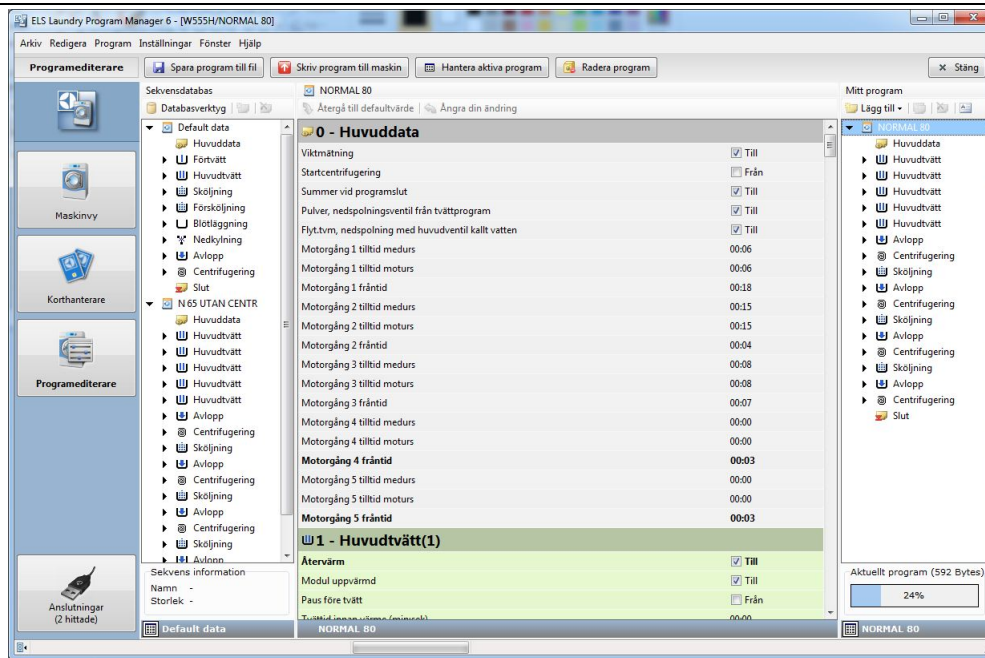 ELS Laundry Program Manager 6 - [W555H/NORMAL 80]
Arkiv Redigera Program Inställningar Fönster Hjälp
Programediterare
Spara program till fil
Skriv program till maskin
Hantera aktiva program
Radera program
Stäng
Maskinvy
Korthanterare
Programediterare
Anslutningar
(2 hittade)
Sekvensdatabas
Databasverktyg
Default data
Huvuddata
Förtvätt
Huvudtvätt
Sköljning
Försköljning
Blötläggning
Nedkylning
Avlopp
Centrifugering
Slut
N 65 UTAN CENTR
Huvuddata
Huvudtvätt
Huvudtvätt
Huvudtvätt
Huvudtvätt
Huvudtvätt
Avlopp
Centrifugering
Sköljning
Avlopp
Centrifugering
Sköljning
Avlopp
Centrifugering
Sköljning
Avlopp
Sekvens information
Namn -
Storlek -
Default data
NORMAL 80
Återgå till defaultvärde
Ångra din ändring
0 - Huvuddata
Viktmätning Till
Startcentrifugering Från
Summer vid programslut Till
Pulver, nedspolningsventil från tvättprogram Till
Flyt.tvm, nedspolning med huvudventil kallt vatten Till
Motorgång 1 tilltid medurs 00:06
Motorgång 1 tilltid moturs 00:06
Motorgång 1 fråntid 00:18
Motorgång 2 tilltid medurs 00:15
Motorgång 2 tilltid moturs 00:15
Motorgång 2 fråntid 00:04
Motorgång 3 tilltid medurs 00:08
Motorgång 3 tilltid moturs 00:08
Motorgång 3 fråntid 00:07
Motorgång 4 tilltid medurs 00:00
Motorgång 4 tilltid moturs 00:00
Motorgång 4 fråntid 00:03
Motorgång 5 tilltid medurs 00:00
Motorgång 5 tilltid moturs 00:00
Motorgång 5 fråntid 00:03
1 - Huvudtvätt(1)
Återvärm Till
Modul uppvärmd Till
Paus före tvätt Från
Tvättid innan värme (min:sek) 00:00
NORMAL 80
Mitt program
Lägg till
NORMAL 80
Huvuddata
Huvudtvätt
Huvudtvätt
Huvudtvätt
Huvudtvätt
Huvudtvätt
Avlopp
Centrifugering
Sköljning
Avlopp
Centrifugering
Sköljning
Avlopp
Centrifugering
Sköljning
Avlopp
Centrifugering
Slut
Aktuellt program (592 Bytes)
24%
NORMAL 80